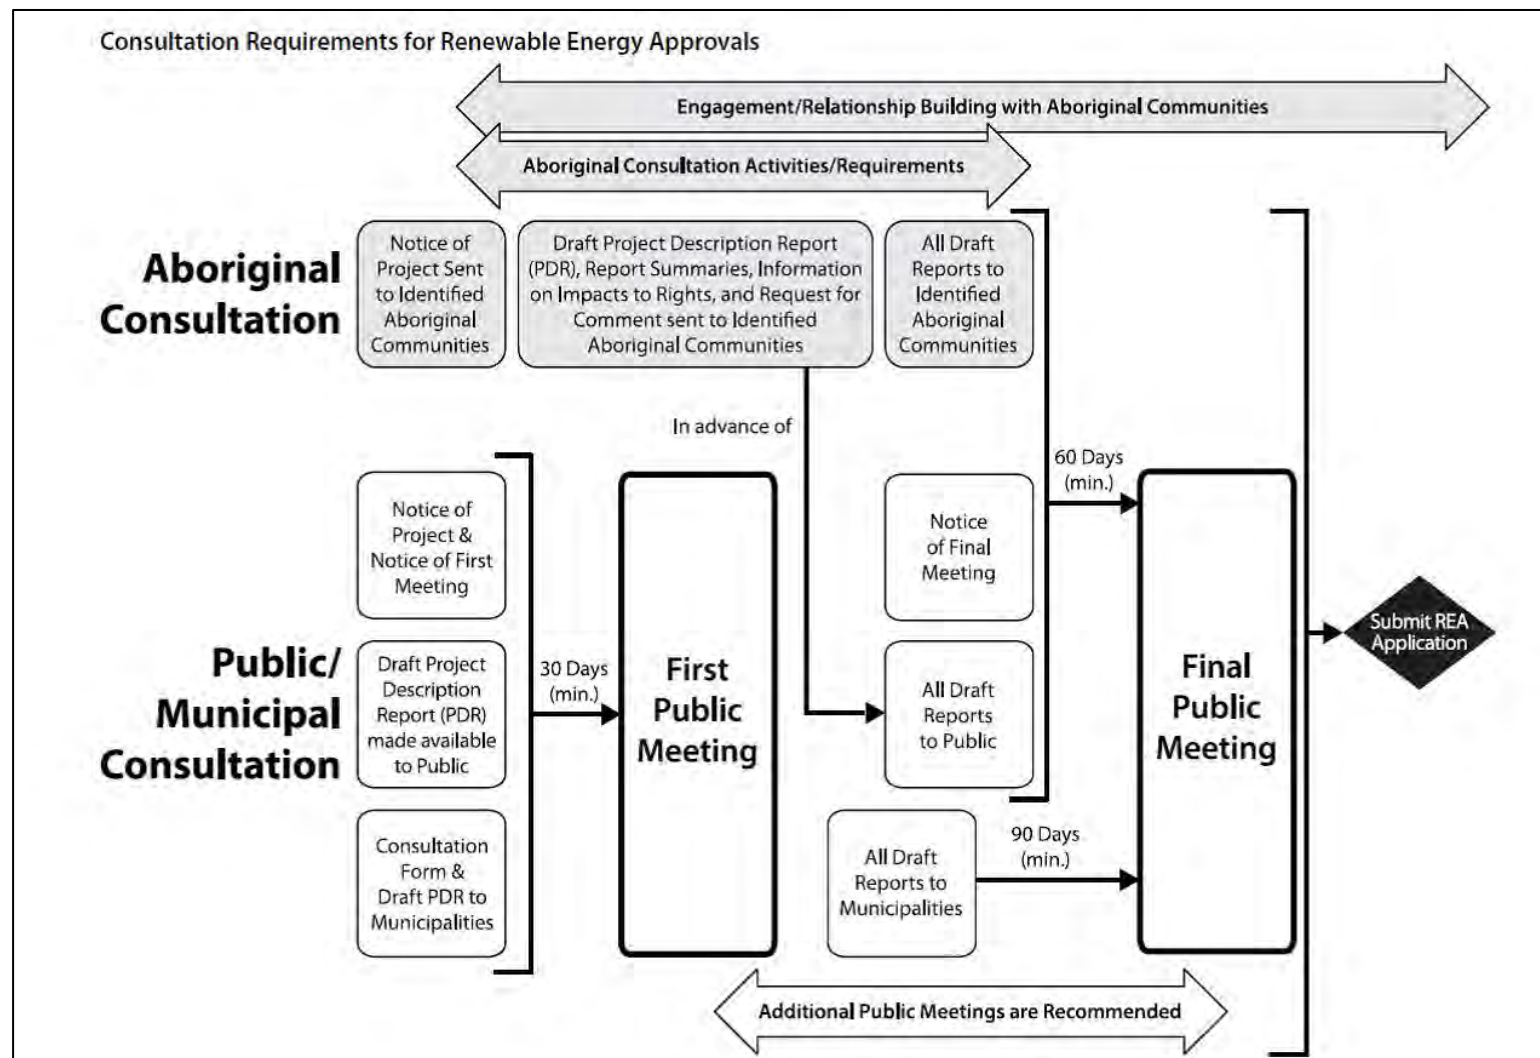 Consultation Requirements for Renewable Energy Approvals
Engagement/Relationship Building with Aboriginal Communities
Aboriginal Consultation Activities/Requirements
Aboriginal
Consultation
Notice of
Project Sent
to Identified
Aboriginal
Communities
Draft Project Description Report
(PDR), Report Summaries, Information
on Impacts to Rights, and Request for
Comment sent to Identified
Aboriginal Communities
All Draft
Reports to
Identified
Aboriginal
Communities
In advance of
60 Days
(min.)
Public/
Municipal
Consultation
Notice of
Project &
Notice of First
Meeting
Draft Project
Description
Report (PDR)
made available
to Public
Consultation
Form &
Draft PDR to
Municipalities
30 Days
(min.)
First
Public
Meeting
Notice
of Final
Meeting
All Draft
Reports
to Public
All Draft
Reports to
Municipalities
90 Days
(min.)
Final
Public
Meeting
Submit REA
Application
Additional Public Meetings are Recommended